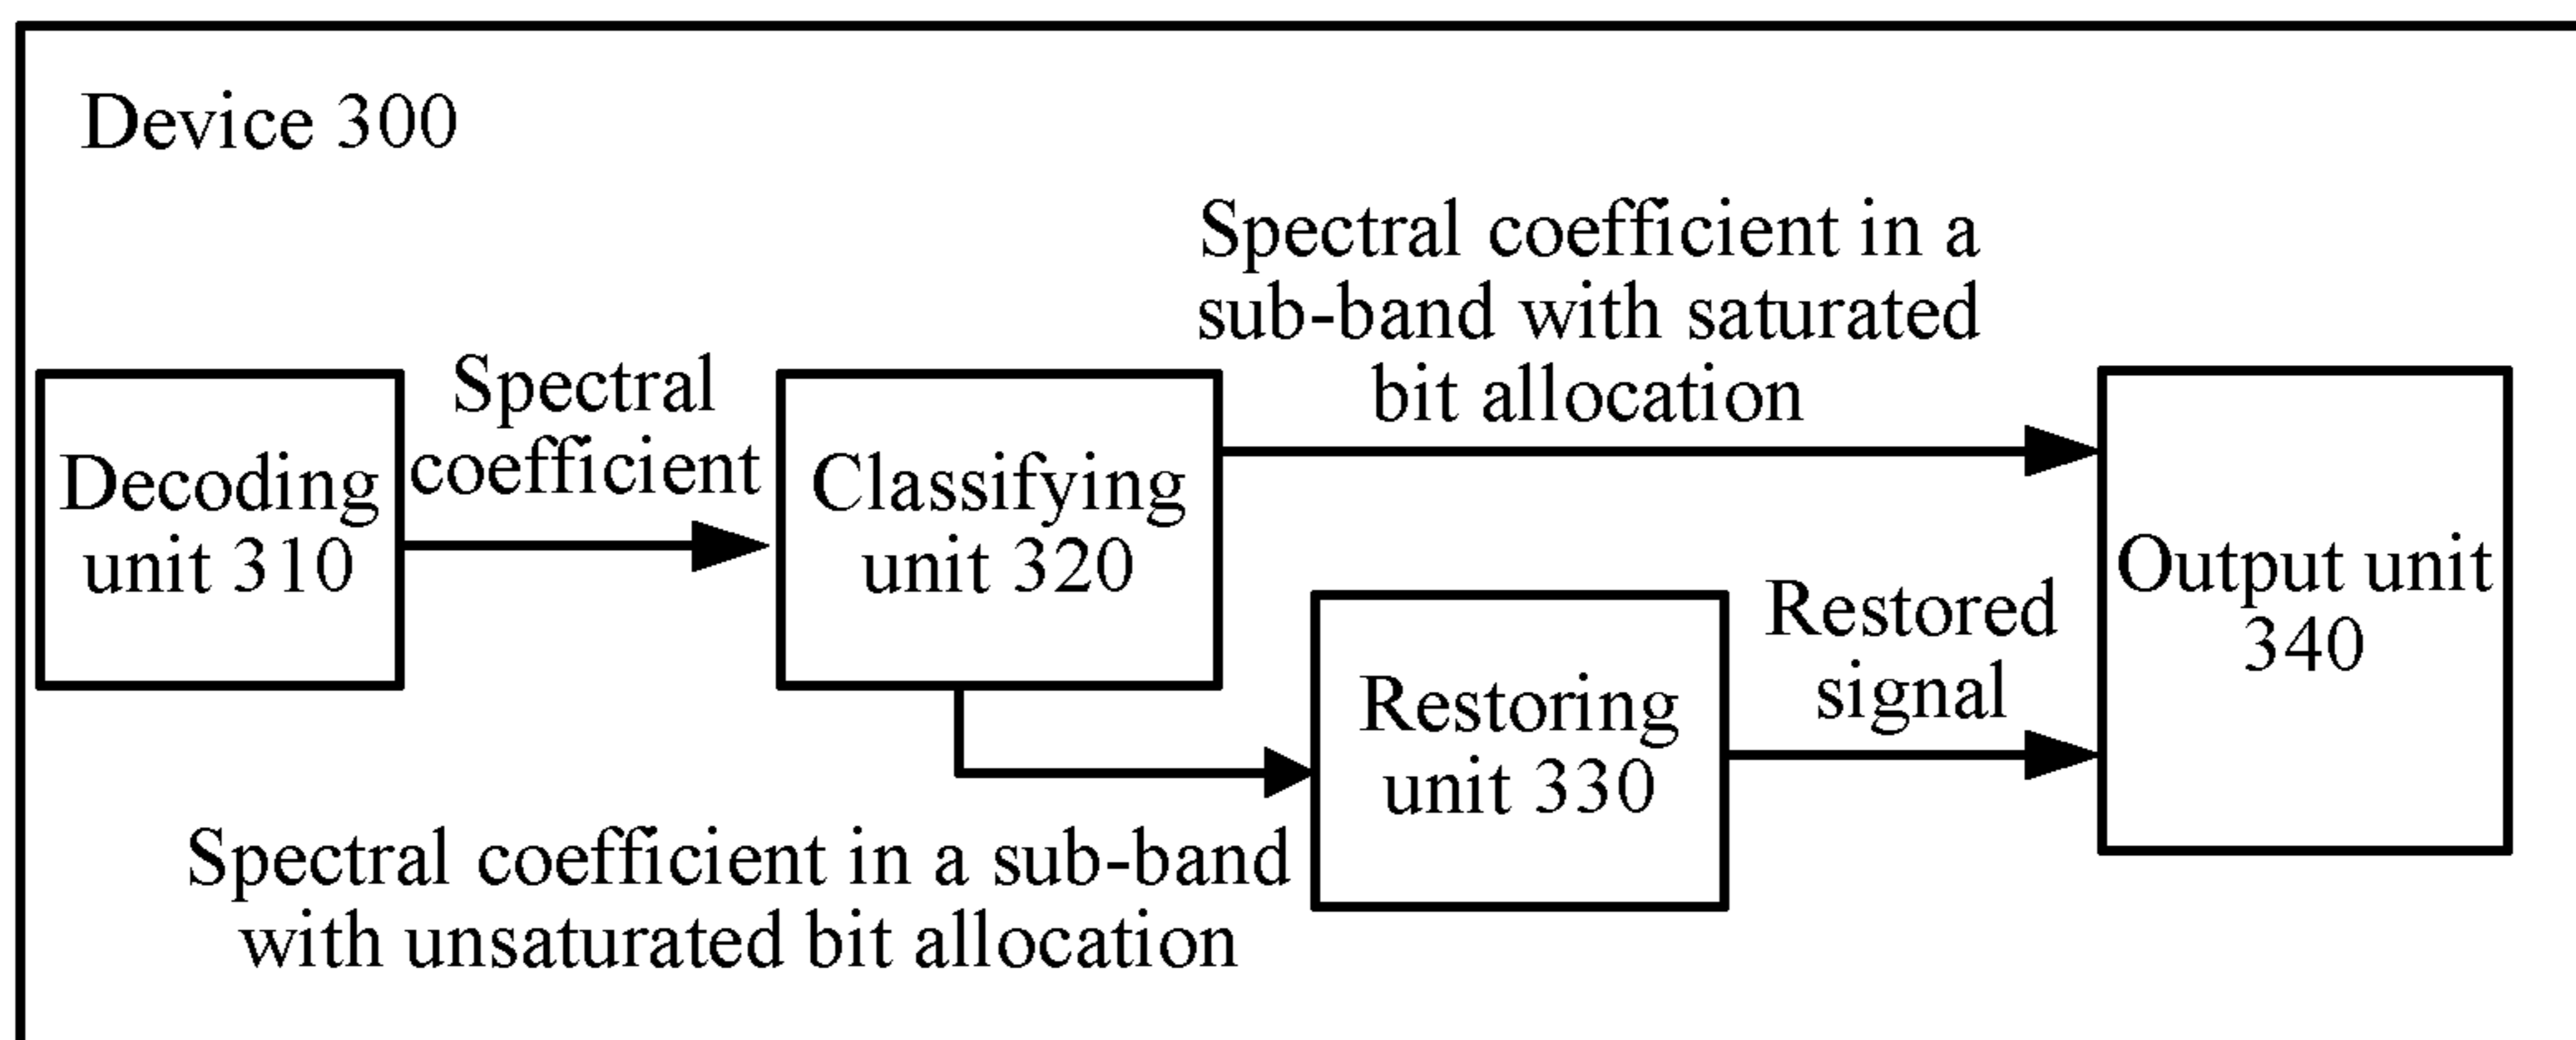 Device 300
Spectral coefficient in a
sub-band with saturated
bit allocation
Spectral
coefficient
Decoding
unit 310
Classifying
unit 320
Output unit
340
Restored
signal
Restoring
unit 330
Spectral coefficient in a sub-band
with unsaturated bit allocation